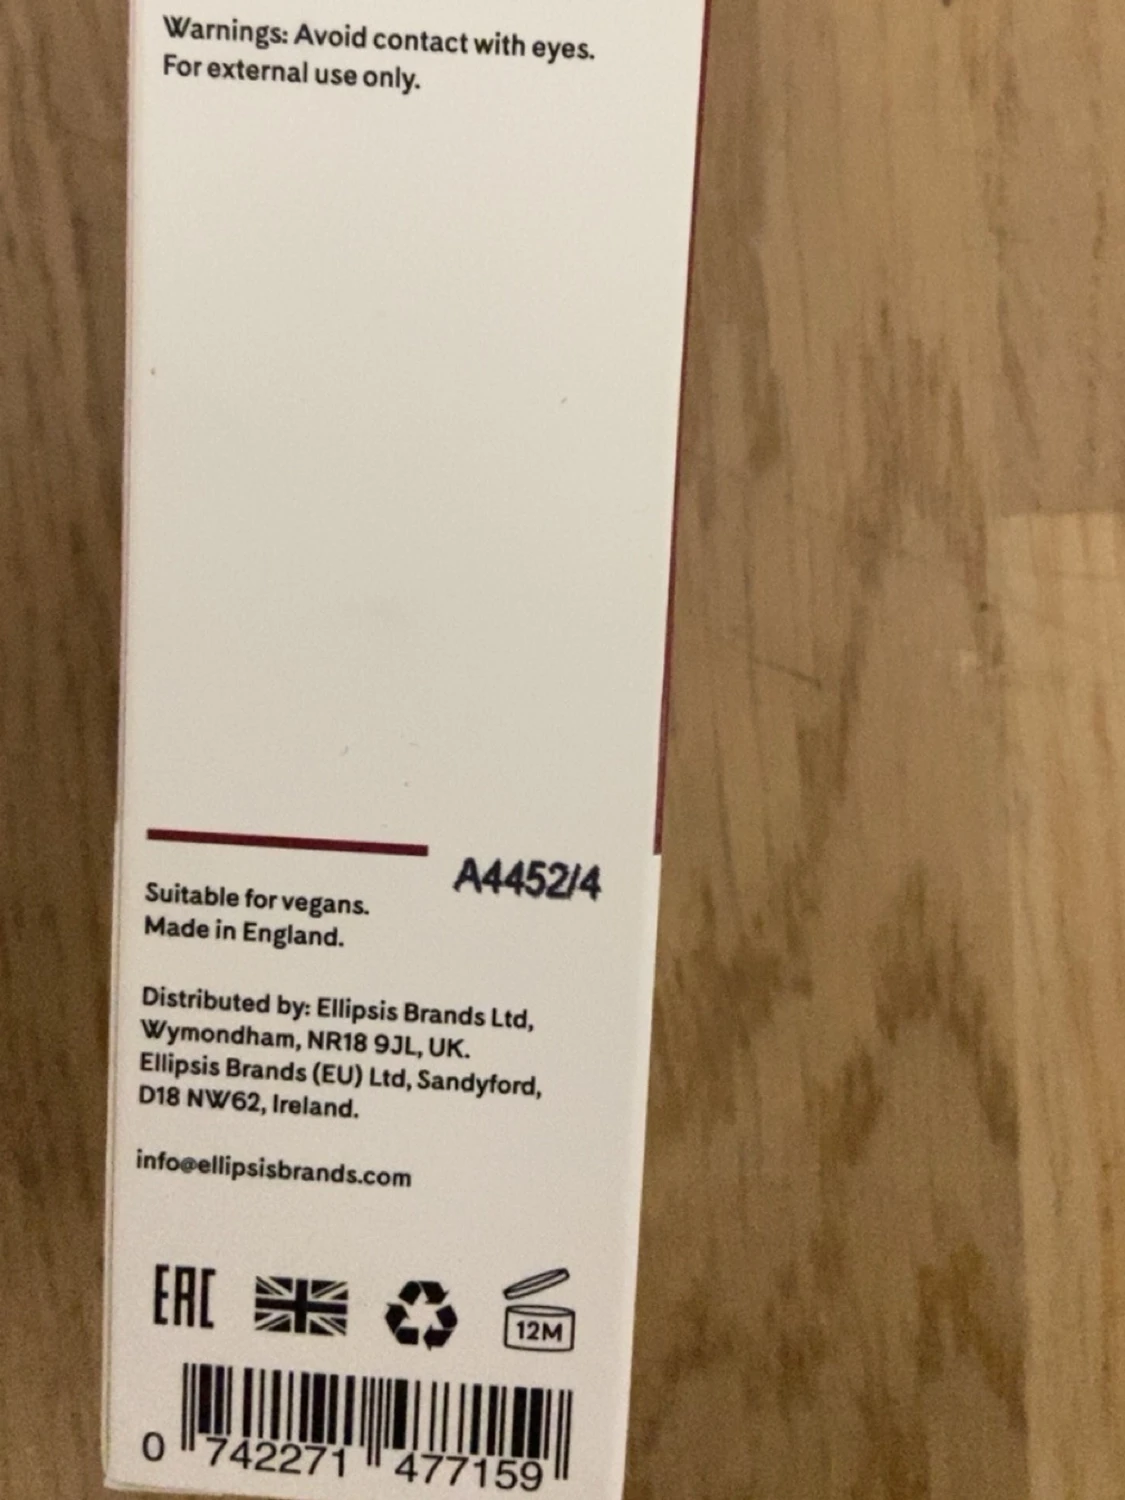 Warnings: Avoid contact with eyes.
For external use only.
A4452/4
Suitable for vegans.
Made in England.
Distributed by: Ellipsis Brands Ltd,
Wymondham, NR18 9JL, UK.
Ellipsis Brands (EU) Ltd, Sandyford,
D18 NW62, Ireland.
info@ellipsisbrands.com
EAC
12M
0 742271 477159